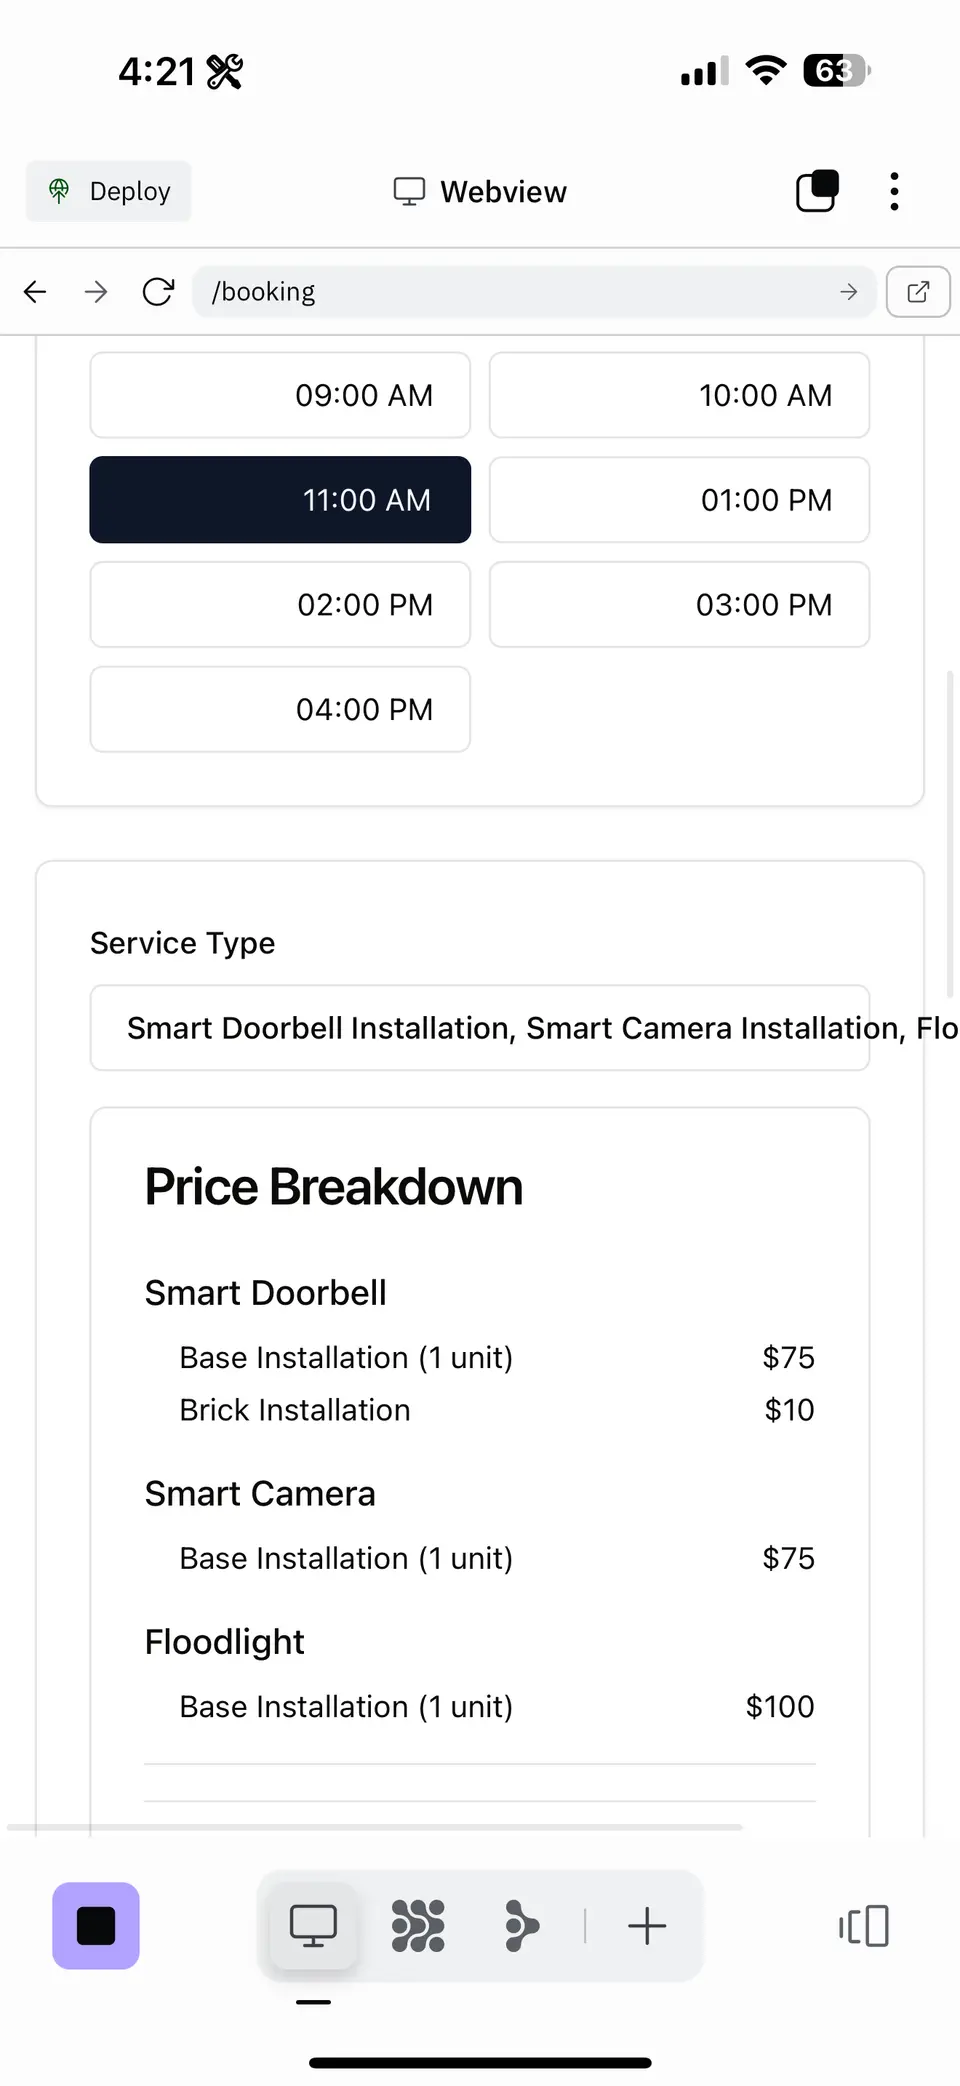 4:21
63
Deploy
Webview
/booking
09:00 AM
10:00 AM
11:00 AM
01:00 PM
02:00 PM
03:00 PM
04:00 PM
Service Type
Smart Doorbell Installation, Smart Camera Installation, Flo
Price Breakdown
Smart Doorbell
Base Installation (1 unit) $75
Brick Installation $10
Smart Camera
Base Installation (1 unit) $75
Floodlight
Base Installation (1 unit) $100